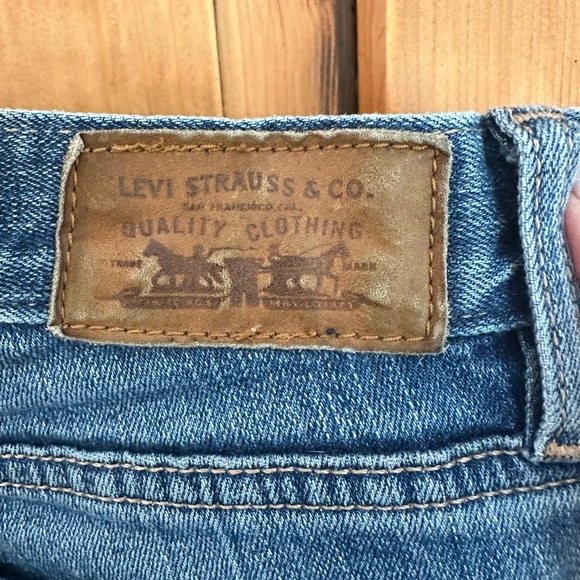 LEVI STRAUSS & CO.
SAN FRANCISCO, CAL.
QUALITY CLOTHING
TRADE MARK